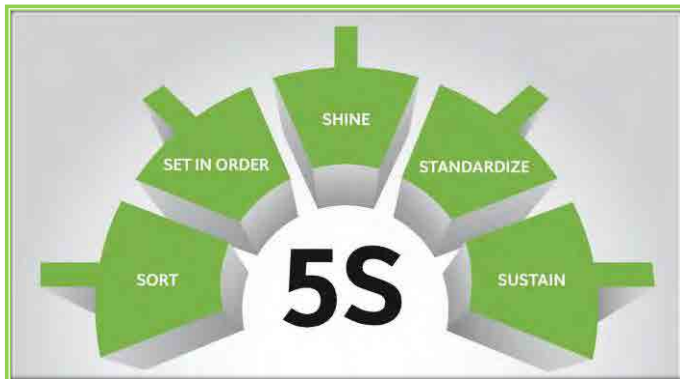 SORT
SET IN ORDER
SHINE
STANDARDIZE
SUSTAIN
5S